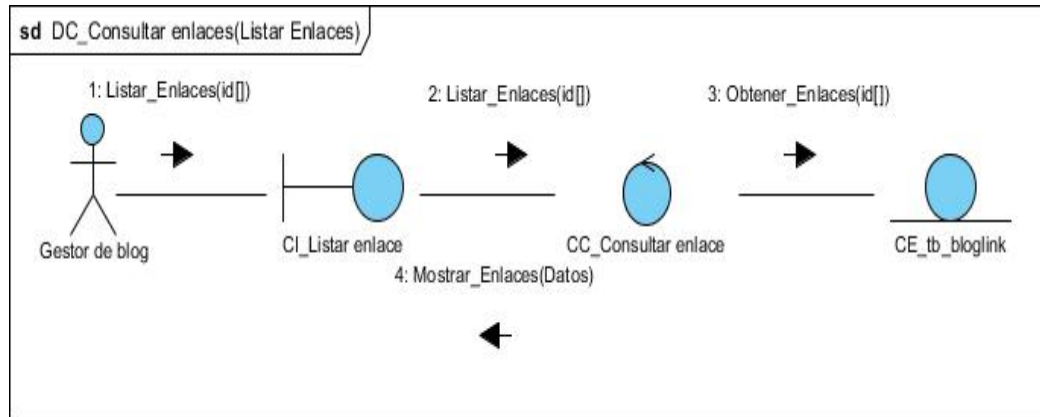 sd DC_Consultar enlaces(Listar Enlaces)
1: Listar_Enlaces(id[])
2: Listar_Enlaces(id[])
3: Obtener_Enlaces(id[])
Gestor de blog
CI_Listar enlace
CC_Consultar enlace
CE_tb_bloglink
4: Mostrar_Enlaces(Datos)